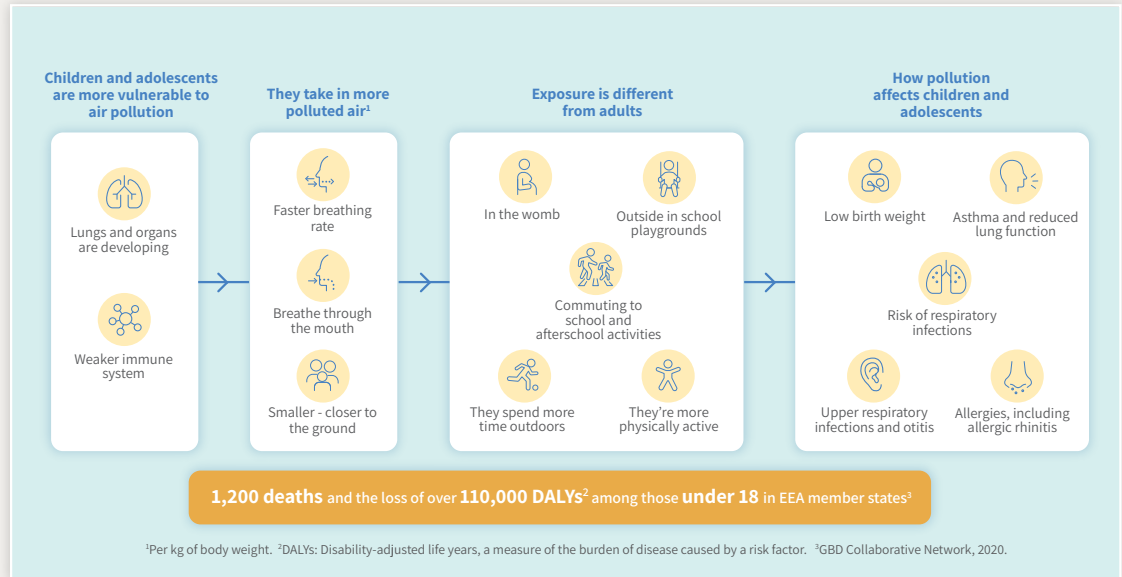 Children and adolescents
are more vulnerable to
air pollution
Lungs and organs
are developing
Weaker immune
system
They take in more
polluted air¹
Faster breathing
rate
Breathe through
the mouth
Smaller - closer to
the ground
Exposure is different
from adults
In the womb
Outside in school
playgrounds
Commuting to
school and
afterschool activities
They spend more
time outdoors
They’re more
physically active
How pollution
affects children and
adolescents
Low birth weight
Asthma and reduced
lung function
Risk of respiratory
infections
Upper respiratory
infections and otitis
Allergies, including
allergic rhinitis
1,200 deaths and the loss of over 110,000 DALYs² among those under 18 in EEA member states³
¹Per kg of body weight. ²DALYs: Disability-adjusted life years, a measure of the burden of disease caused by a risk factor. ³GBD Collaborative Network, 2020.